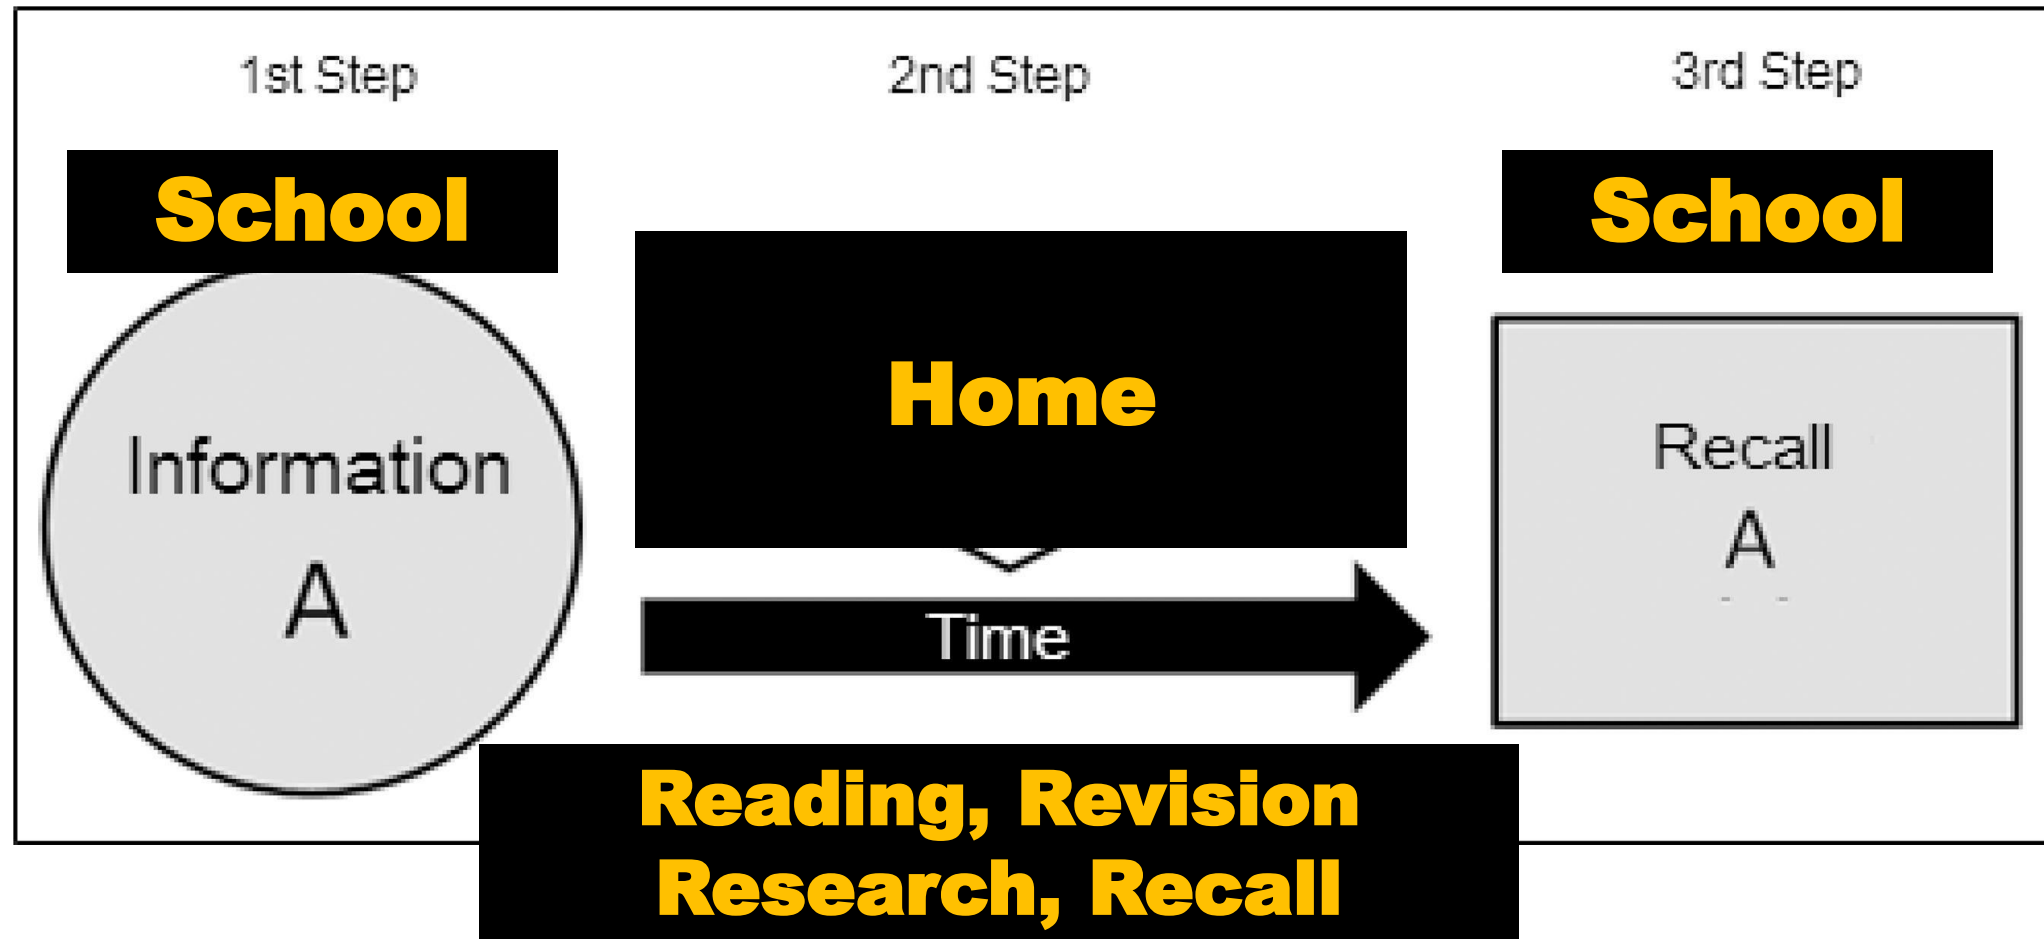 1st Step
2nd Step
3rd Step
School
School
Home
Information
A
Recall
A
Time
Reading, Revision
Research, Recall